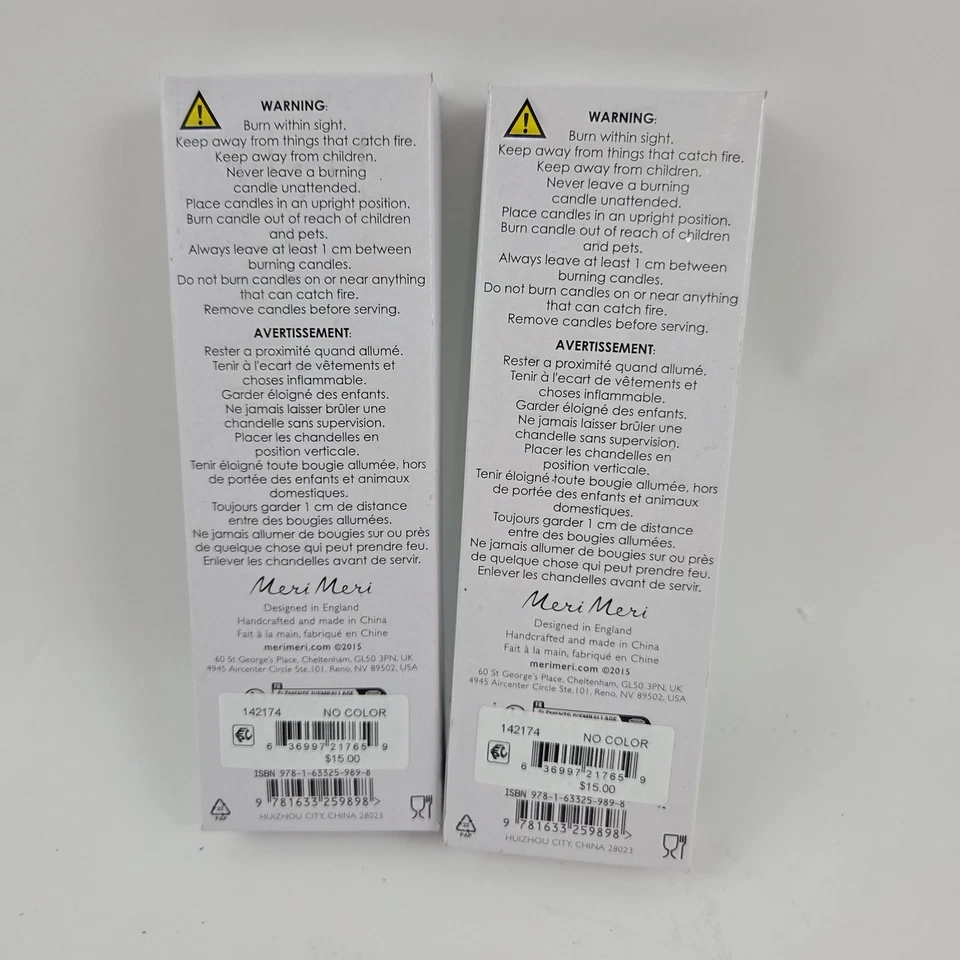 WARNING:
Burn within sight.
Keep away from things that catch fire.
Keep away from children.
Never leave a burning
candle unattended.
Place candles in an upright position.
Burn candle out of reach of children
and pets.
Always leave at least 1 cm between
burning candles.
Do not burn candles on or near anything
that can catch fire.
Remove candles before serving.
AVERTISSEMENT:
Rester a proximité quand allumé.
Tenir à l'ecart de vêtements et
choses inflammable.
Garder éloigné des enfants.
Ne jamais laisser brûler une
chandelle sans supervision.
Placer les chandelles en
position verticale.
Tenir éloigné toute bougie allumée, hors
de portée des enfants et animaux
domestiques.
Toujours garder 1 cm de distance
entre des bougies allumées.
Ne jamais allumer de bougies sur ou près
de quelque chose qui peut prendre feu.
Enlever les chandelles avant de servir.
Meri Meri
Designed in England
Handcrafted and made in China
Fait à la main, fabriqué en Chine
merimeri.com ©2015
60 St George's Place, Cheltenham, GL50 3PN, UK
4945 Aircenter Circle Ste.101, Reno, NV 89502, USA
FR
ÉLÉMENTS D'EMBALLAGE
142174 NO COLOR
6 36997 21765 9
$15.00
ISBN 978-1-63325-989-8
9 781633 259898 >
22
PAP
HUIZHOU CITY, CHINA 28023
WARNING:
Burn within sight.
Keep away from things that catch fire.
Keep away from children.
Never leave a burning
candle unattended.
Place candles in an upright position.
Burn candle out of reach of children
and pets.
Always leave at least 1 cm between
burning candles.
Do not burn candles on or near anything
that can catch fire.
Remove candles before serving.
AVERTISSEMENT:
Rester a proximité quand allumé.
Tenir à l'ecart de vêtements et
choses inflammable.
Garder éloigné des enfants.
Ne jamais laisser brûler une
chandelle sans supervision.
Placer les chandelles en
position verticale.
Tenir éloigné toute bougie allumée, hors
de portée des enfants et animaux
domestiques.
Toujours garder 1 cm de distance
entre des bougies allumées.
Ne jamais allumer de bougies sur ou près
de quelque chose qui peut prendre feu.
Enlever les chandelles avant de servir.
Meri Meri
Designed in England
Handcrafted and made in China
Fait à la main, fabriqué en Chine
merimeri.com ©2015
60 St George's Place, Cheltenham, GL50 3PN, UK
4945 Aircenter Circle Ste.101, Reno, NV 89502, USA
FR
ÉLÉMENTS D'EMBALLAGE
142174 NO COLOR
6 36997 21765 9
$15.00
ISBN 978-1-63325-989-8
9 781633 259898 >
22
PAP
HUIZHOU CITY, CHINA 28023